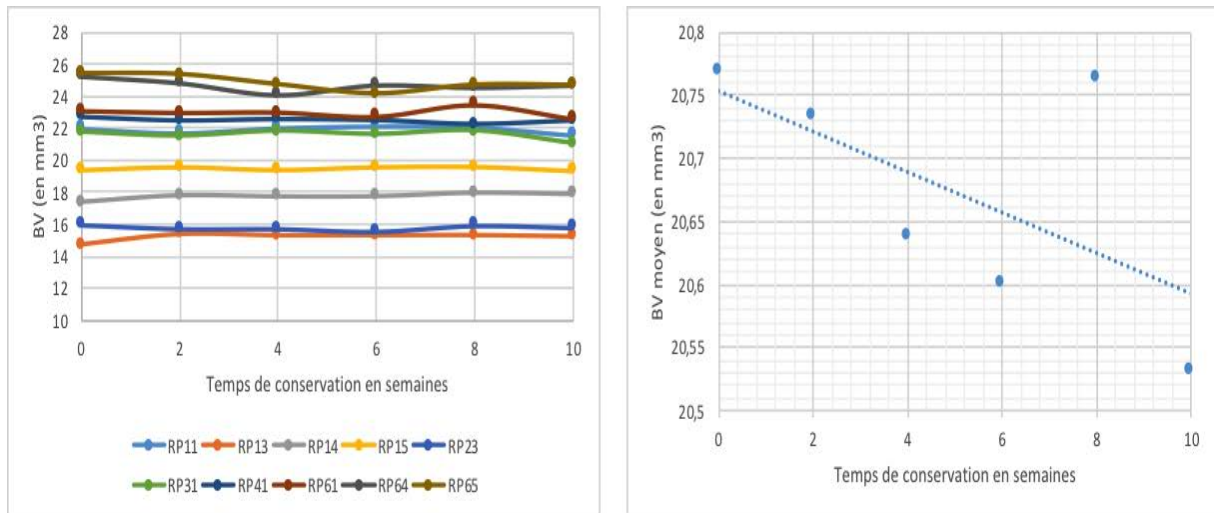 28
26
24
22
20
18
16
14
12
10
BV (en mm3)
0 2 4 6 8 10
Temps de conservation en semaines
RP11 RP13 RP14 RP15 RP23
RP31 RP41 RP61 RP64 RP65
20,8
20,75
20,7
20,65
20,6
20,55
20,5
BV moyen (en mm3)
0 2 4 6 8 10
Temps de conservation en semaines